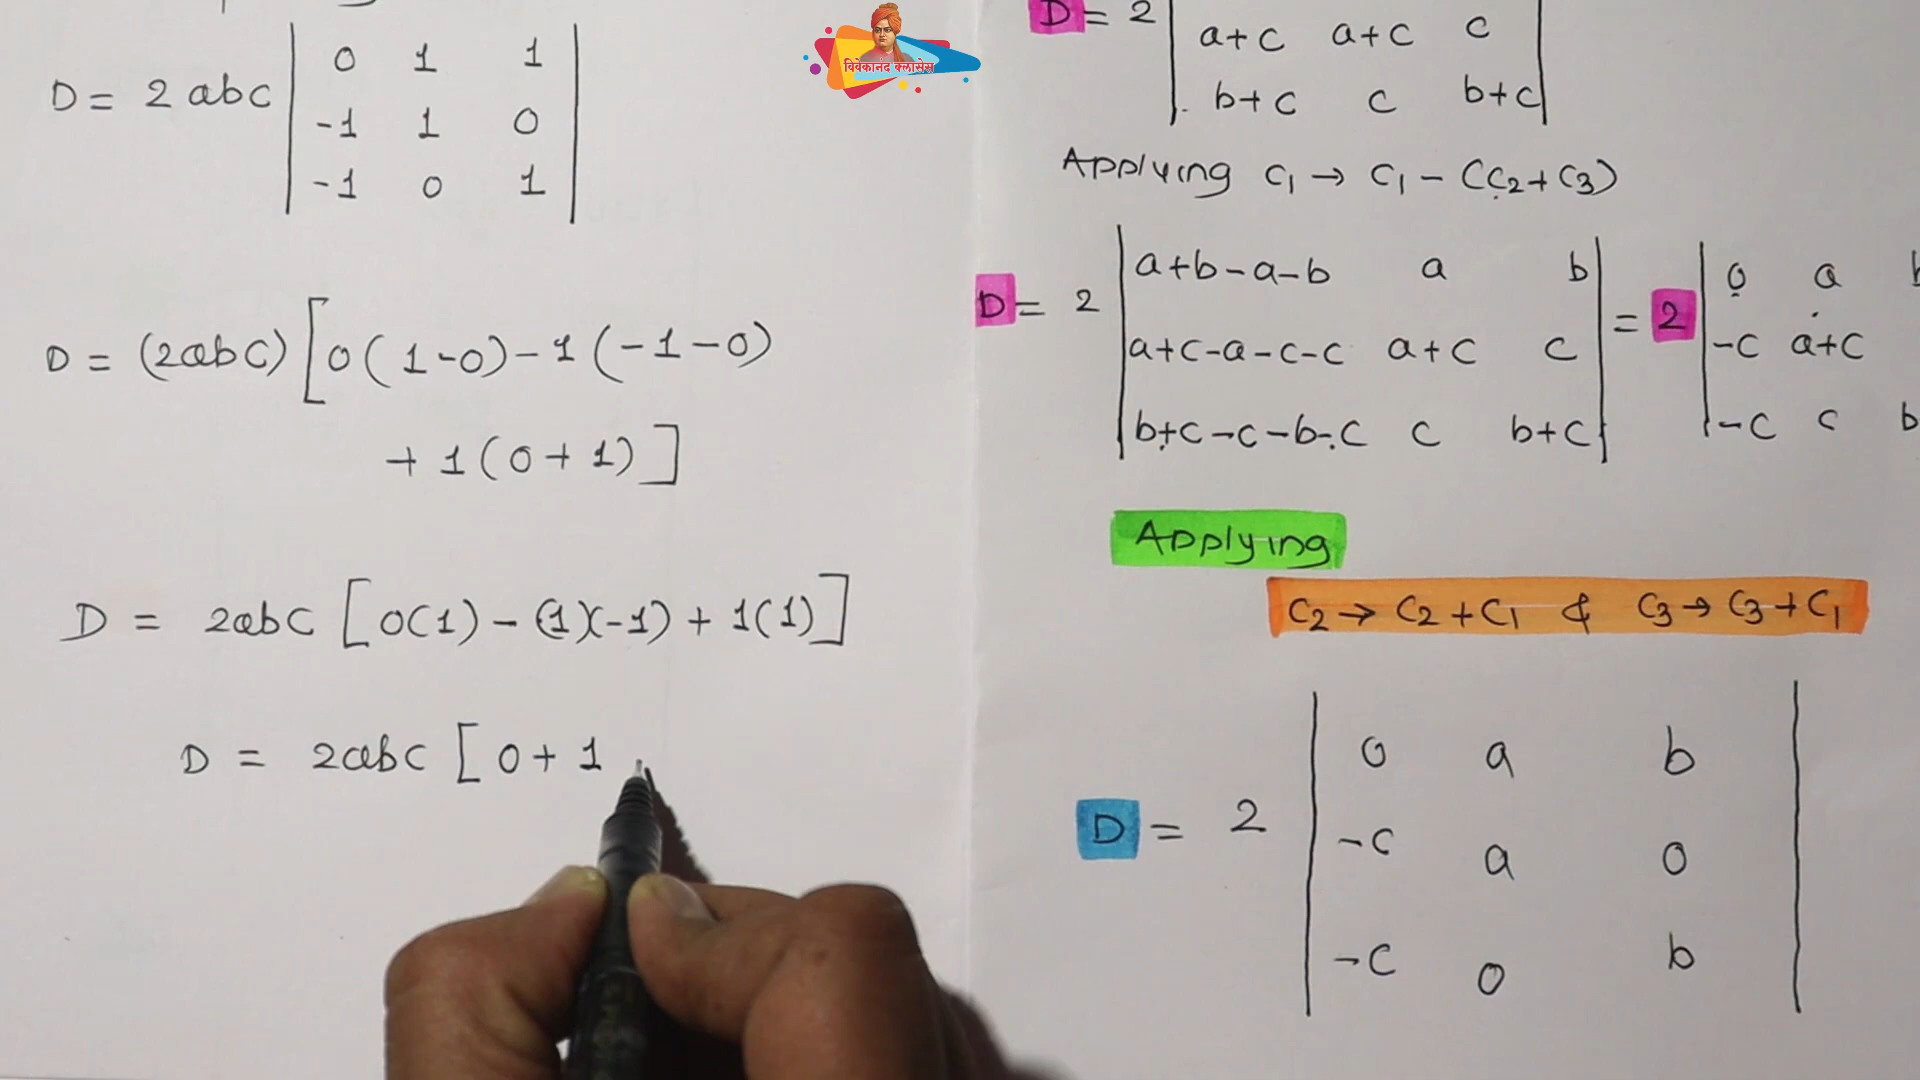 D = 2 abc | 0 1 1 |
| -1 1 0 |
| -1 0 1 |
D = (2abc) [ 0 ( 1-0) - 1 ( -1 - 0)
+ 1 ( 0 + 1) ]
D = 2abc [ 0(1) - (1)(-1) + 1(1) ]
D = 2abc [ 0 + 1
विवेकानंद क्लासेस
D = 2
| a+c a+c c |
| b+c c b+c |
Applying C1 → C1 - (C2+C3)
D = 2 | a+b-a-b a b | = 2 | 0 a b
| a+c-a-c-c a+c c | | -c a+c
| b+c-c-b-c c b+c | | -c c b
Applying
C2 → C2 + C1 & C3 → C3 + C1
D = 2 | 0 a b |
| -c a 0 |
| -c 0 b |